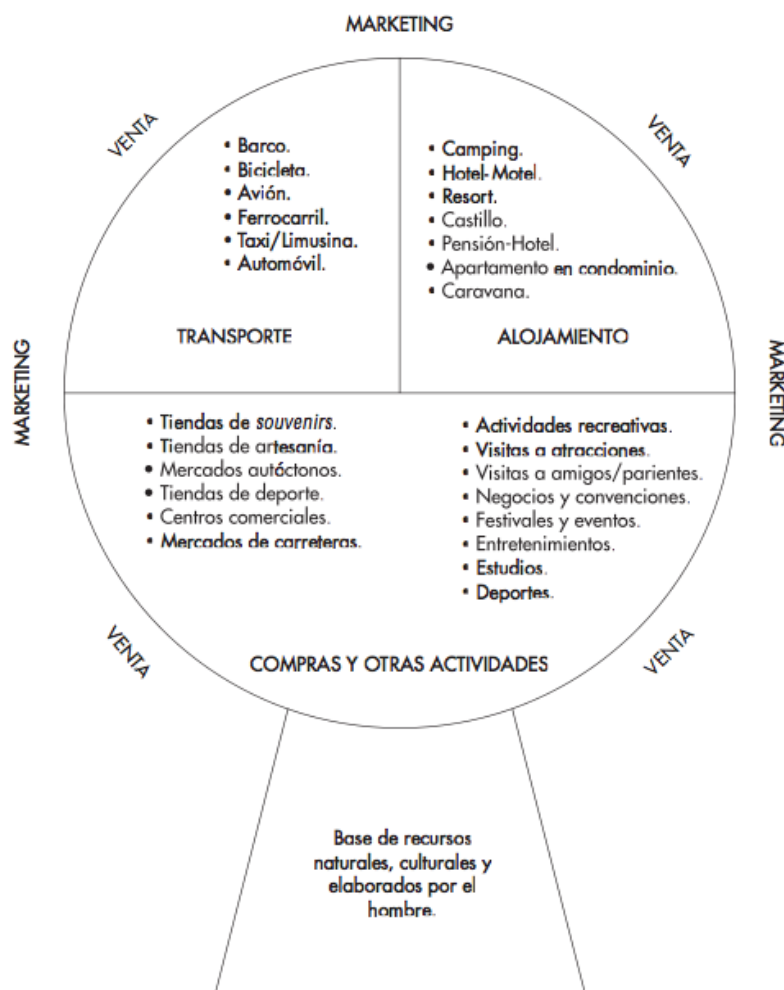 MARKETING
VENTA
VENTA
• Barco.
• Bicicleta.
• Avión.
• Ferrocarril.
• Taxi/Limusina.
• Automóvil.
TRANSPORTE
• Camping.
• Hotel-Motel.
• Resort.
• Castillo.
• Pensión-Hotel.
• Apartamento en condominio.
• Caravana.
ALOJAMIENTO
MARKETING
MARKETING
• Tiendas de souvenirs.
• Tiendas de artesanía.
• Mercados autóctonos.
• Tiendas de deporte.
• Centros comerciales.
• Mercados de carreteras.
• Actividades recreativas.
• Visitas a atracciones.
• Visitas a amigos/parientes.
• Negocios y convenciones.
• Festivales y eventos.
• Entretenimientos.
• Estudios.
• Deportes.
VENTA
VENTA
COMPRAS Y OTRAS ACTIVIDADES
Base de recursos
naturales, culturales y
elaborados por el
hombre.